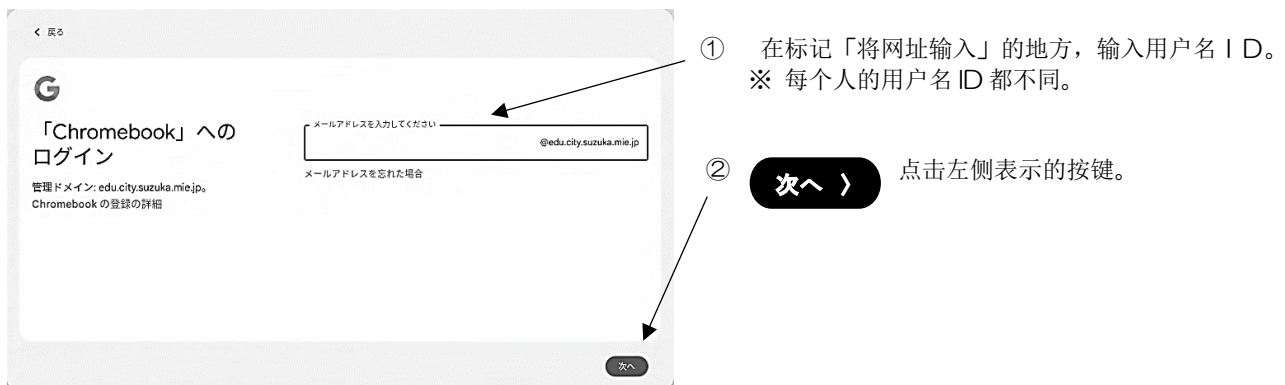 戻る
G
「Chromebook」への
ログイン
管理ドメイン: edu.city.suzuka.mie.jp。
Chromebook の登録の詳細
メールアドレスを入力してください
@edu.city.suzuka.mie.jp
メールアドレスを忘れた場合
次へ
① 在标记「将网址输入」的地方，输入用户名ＩＤ。
※ 每个人的用户名ID都不同。
② 次へ 〉 点击左侧表示的按键。